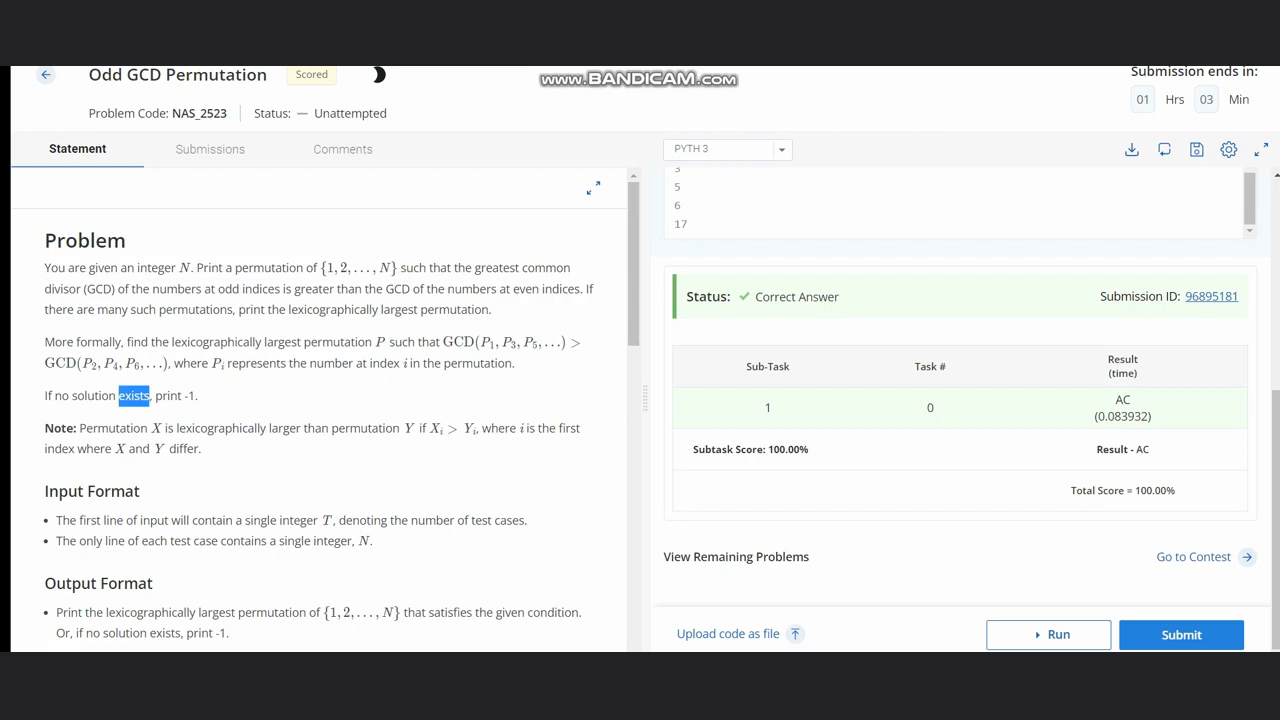 Odd GCD Permutation
Scored
www.BANDICAM.com
Submission ends in:
01 Hrs 03 Min
Problem Code: NAS_2523
Status: — Unattempted
Statement
Submissions
Comments
PYTH 3
Problem
You are given an integer N. Print a permutation of {1, 2, . . . , N} such that the greatest common
divisor (GCD) of the numbers at odd indices is greater than the GCD of the numbers at even indices. If
there are many such permutations, print the lexicographically largest permutation.
More formally, find the lexicographically largest permutation P such that GCD(P₁, P₃, P₅, . . .) >
GCD(P₂, P₄, P₆, . . .), where Pᵢ represents the number at index i in the permutation.
If no solution exists, print -1.
Note: Permutation X is lexicographically larger than permutation Y if Xᵢ > Yᵢ, where i is the first
index where X and Y differ.
Input Format
• The first line of input will contain a single integer T, denoting the number of test cases.
• The only line of each test case contains a single integer, N.
Output Format
• Print the lexicographically largest permutation of {1, 2, . . . , N} that satisfies the given condition.
Or, if no solution exists, print -1.
3
5
6
17
Status: ✔ Correct Answer
Submission ID: 96895181
Sub-Task
Task #
Result
(time)
1
0
AC
(0.083932)
Subtask Score: 100.00%
Result - AC
Total Score = 100.00%
View Remaining Problems
Go to Contest
Upload code as file
Run
Submit